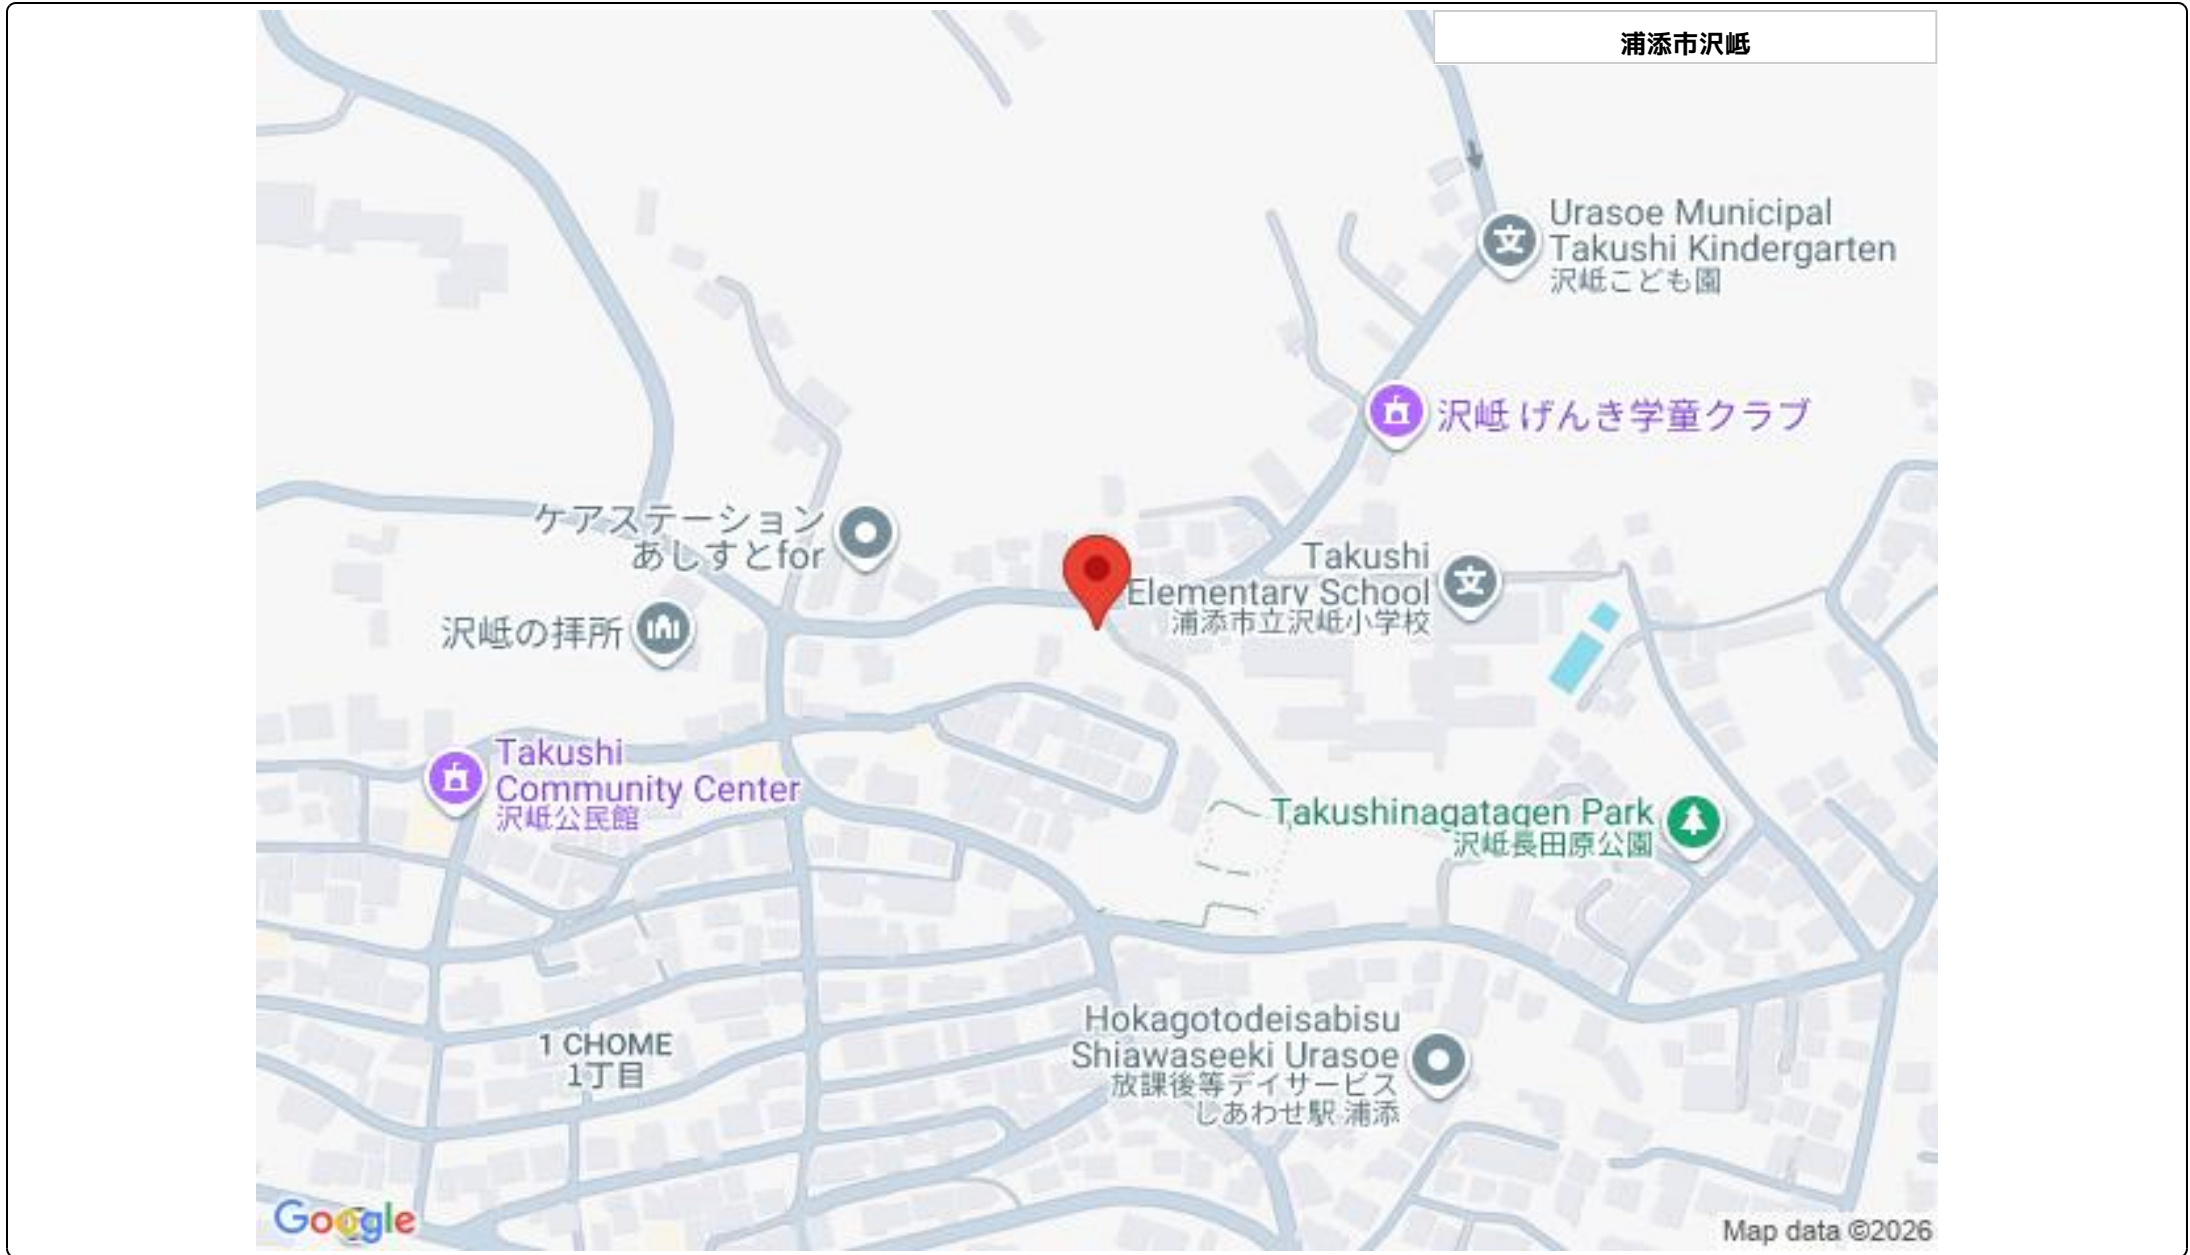 浦添市沢岻
Urasoe Municipal
Takushi Kindergarten
沢岻こども園
沢岻 げんき学童クラブ
ケアステーション
あしすとfor
Takushi
Elementary School
浦添市立沢岻小学校
沢岻の拝所
Takushi
Community Center
沢岻公民館
Takushinagatagen Park
沢岻長田原公園
1 CHOME
1丁目
Hokagotodeisabisu
Shiawaseeki Urasoe
放課後等デイサービス
しあわせ駅 浦添
Google
Map data ©2026